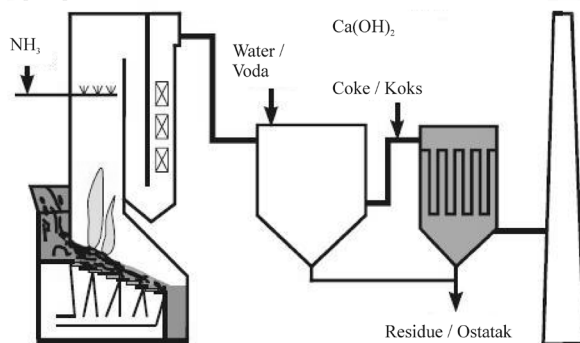 NH₃
Water /
Voda
Ca(OH)₂
Coke / Koks
Residue / Ostatak